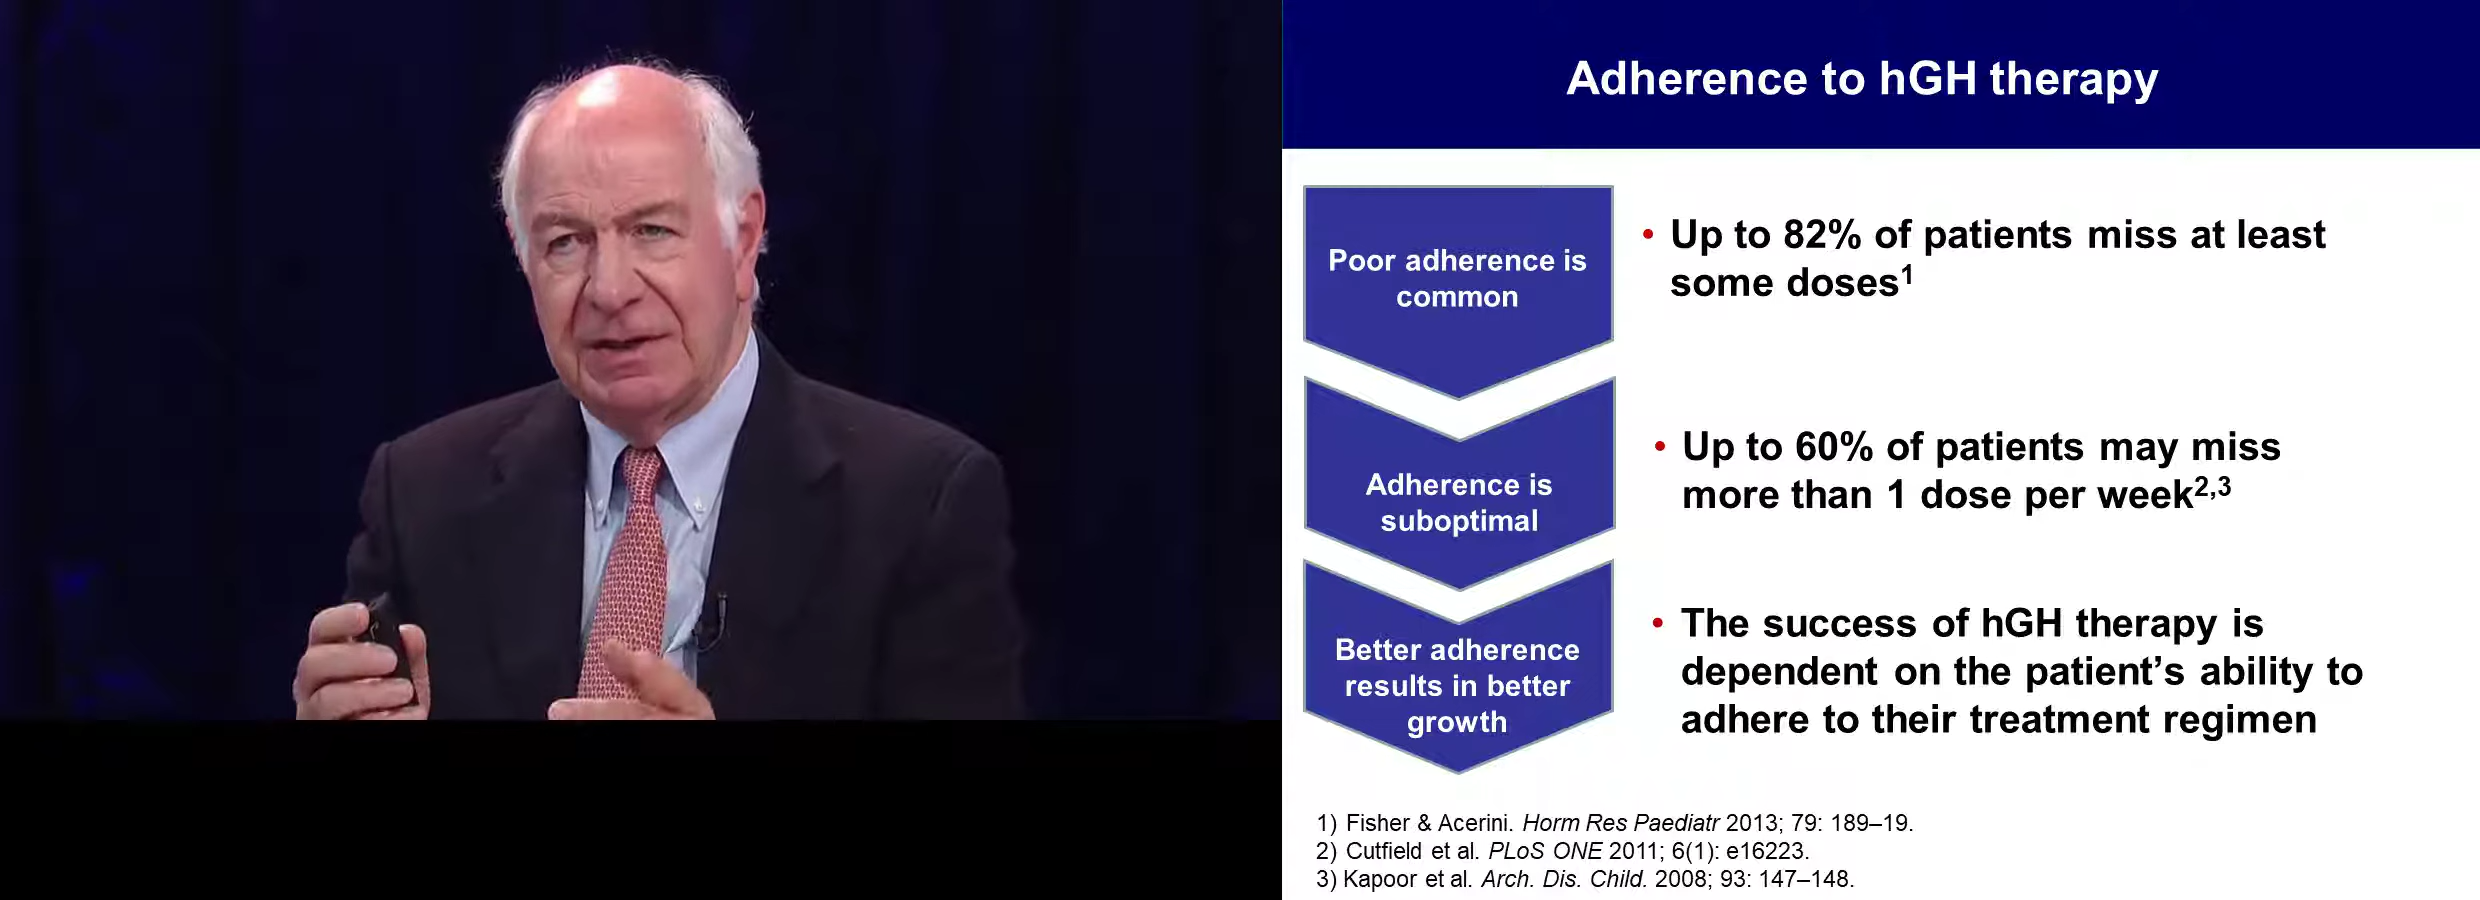 Adherence to hGH therapy
Poor adherence is
common
• Up to 82% of patients miss at least
some doses1
Adherence is
suboptimal
• Up to 60% of patients may miss
more than 1 dose per week2,3
Better adherence
results in better
growth
• The success of hGH therapy is
dependent on the patient’s ability to
adhere to their treatment regimen
1) Fisher & Acerini. Horm Res Paediatr 2013; 79: 189–19.
2) Cutfield et al. PLoS ONE 2011; 6(1): e16223.
3) Kapoor et al. Arch. Dis. Child. 2008; 93: 147–148.